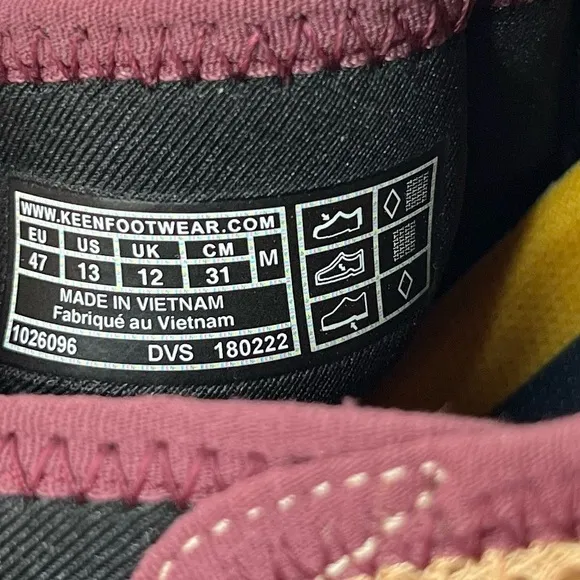 WWW.KEENFOOTWEAR.COM
EU US UK CM M
47 13 12 31
MADE IN VIETNAM
Fabriqué au Vietnam
1026096 DVS 180222